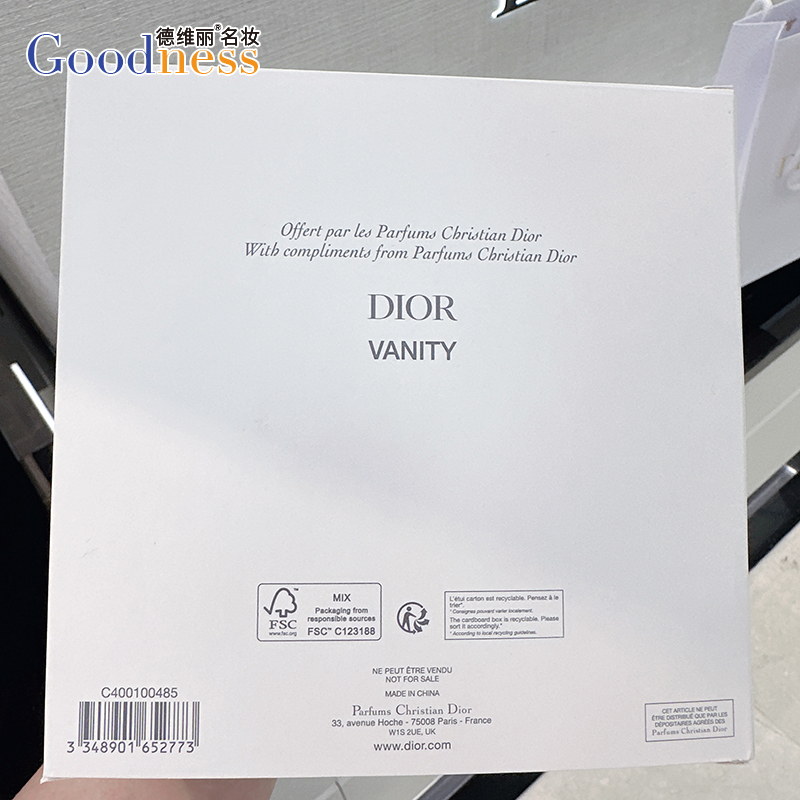 德维丽®名妆
Goodness
Offert par les Parfums Christian Dior
With compliments from Parfums Christian Dior
DIOR
VANITY
FSC
www.fsc.org
MIX
Packaging from
responsible sources
FSC™ C123188
L'étui carton est recyclable. Pensez à le
trier*.
* Consignes pouvant varier localement.
The cardboard box is recyclable. Please
sort it accordingly.*
* According to local recycling guidelines.
NE PEUT ÊTRE VENDU
NOT FOR SALE
MADE IN CHINA
Parfums Christian Dior
33, avenue Hoche - 75008 Paris - France
W1S 2UE, UK
www.dior.com
C400100485
3 348901 652773
CET ARTICLE NE PEUT
ÊTRE DISTRIBUÉ QUE PAR LES
DÉPOSITAIRES AGRÉÉS DES
Parfums Christian Dior